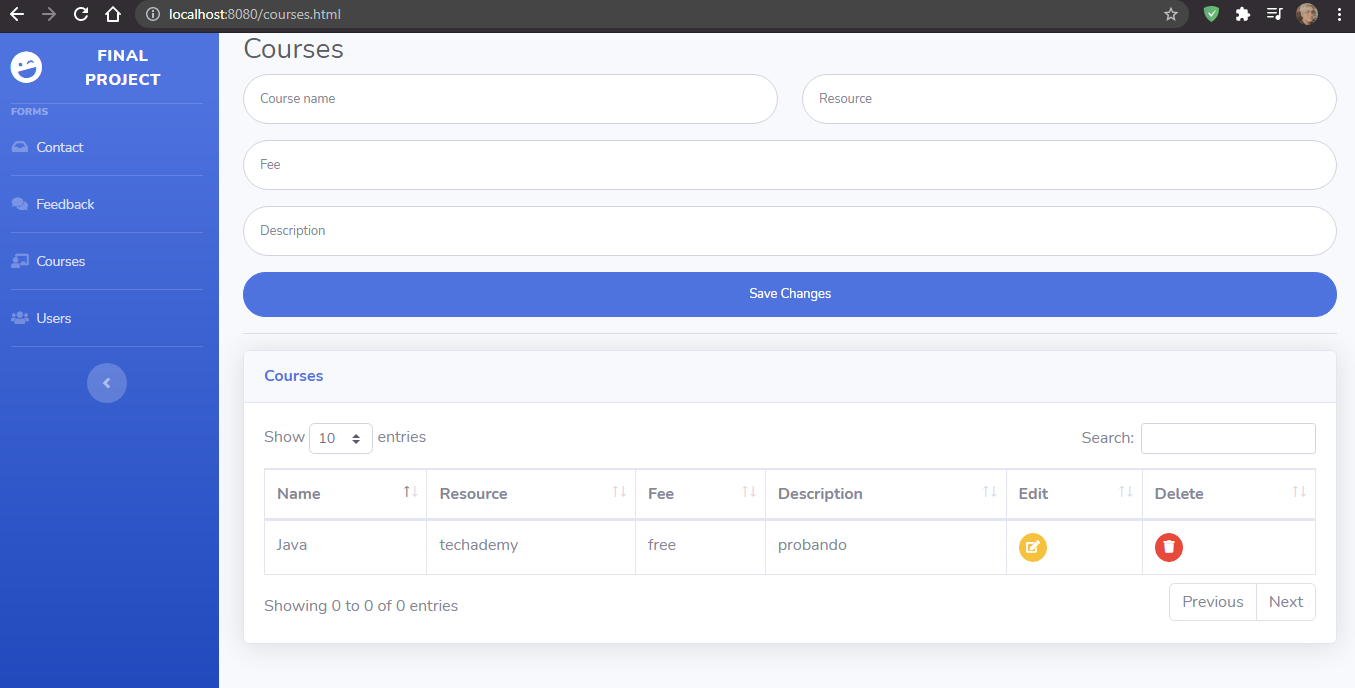 localhost:8080/courses.html
FINAL
PROJECT
FORMS
Contact
Feedback
Courses
Users
Courses
Course name Resource
Fee
Description
Save Changes
Courses
Show 10 entries Search:
Name Resource Fee Description Edit Delete
Java techademy free probando
Showing 0 to 0 of 0 entries Previous Next